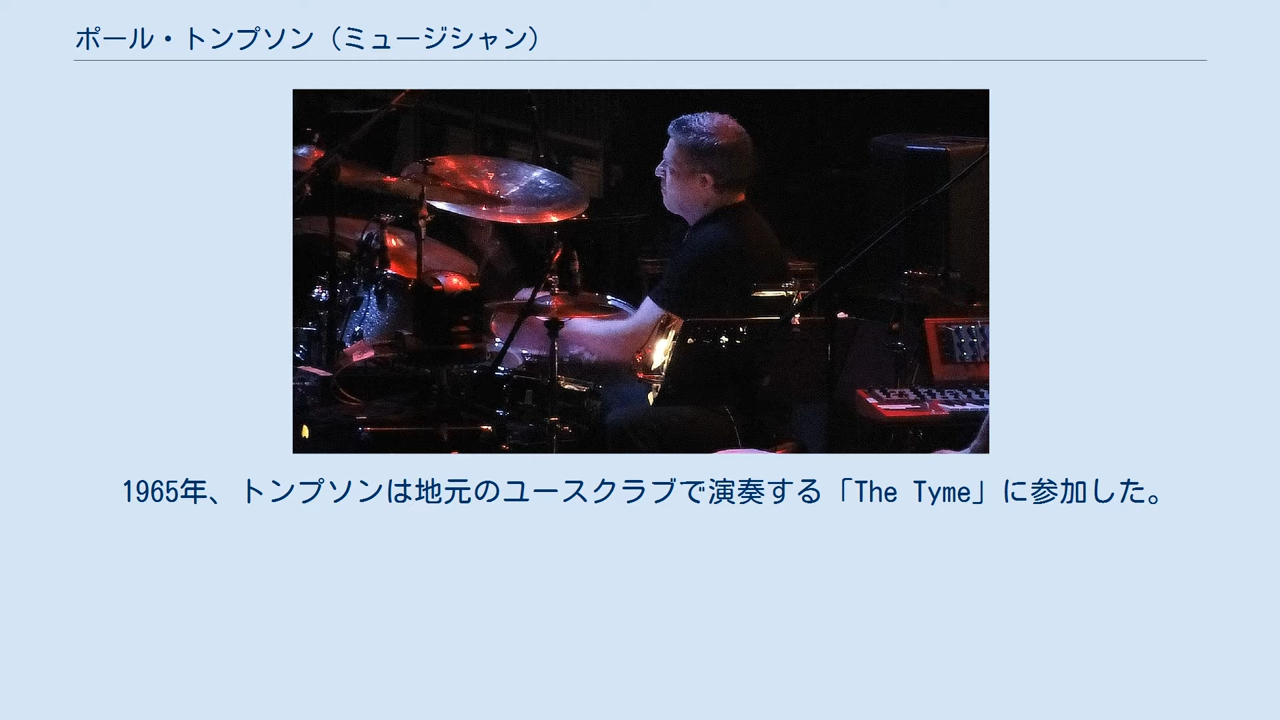 ポール・トンプソン（ミュージシャン）
1965年、トンプソンは地元のユースクラブで演奏する「The Tyme」に参加した。